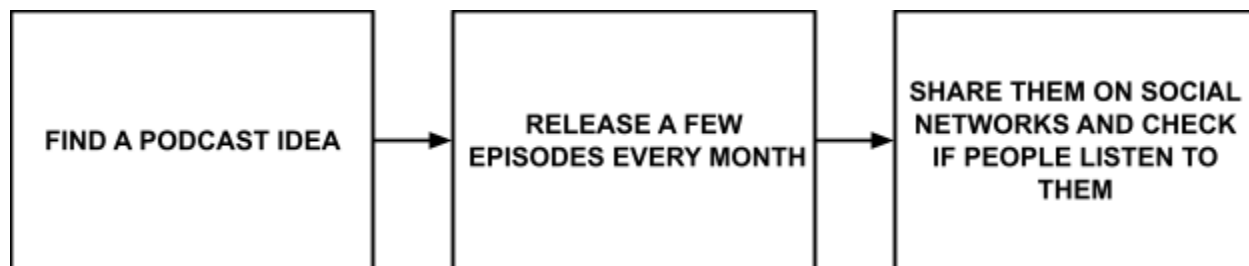 FIND A PODCAST IDEA
RELEASE A FEW
EPISODES EVERY MONTH
SHARE THEM ON SOCIAL
NETWORKS AND CHECK
IF PEOPLE LISTEN TO
THEM